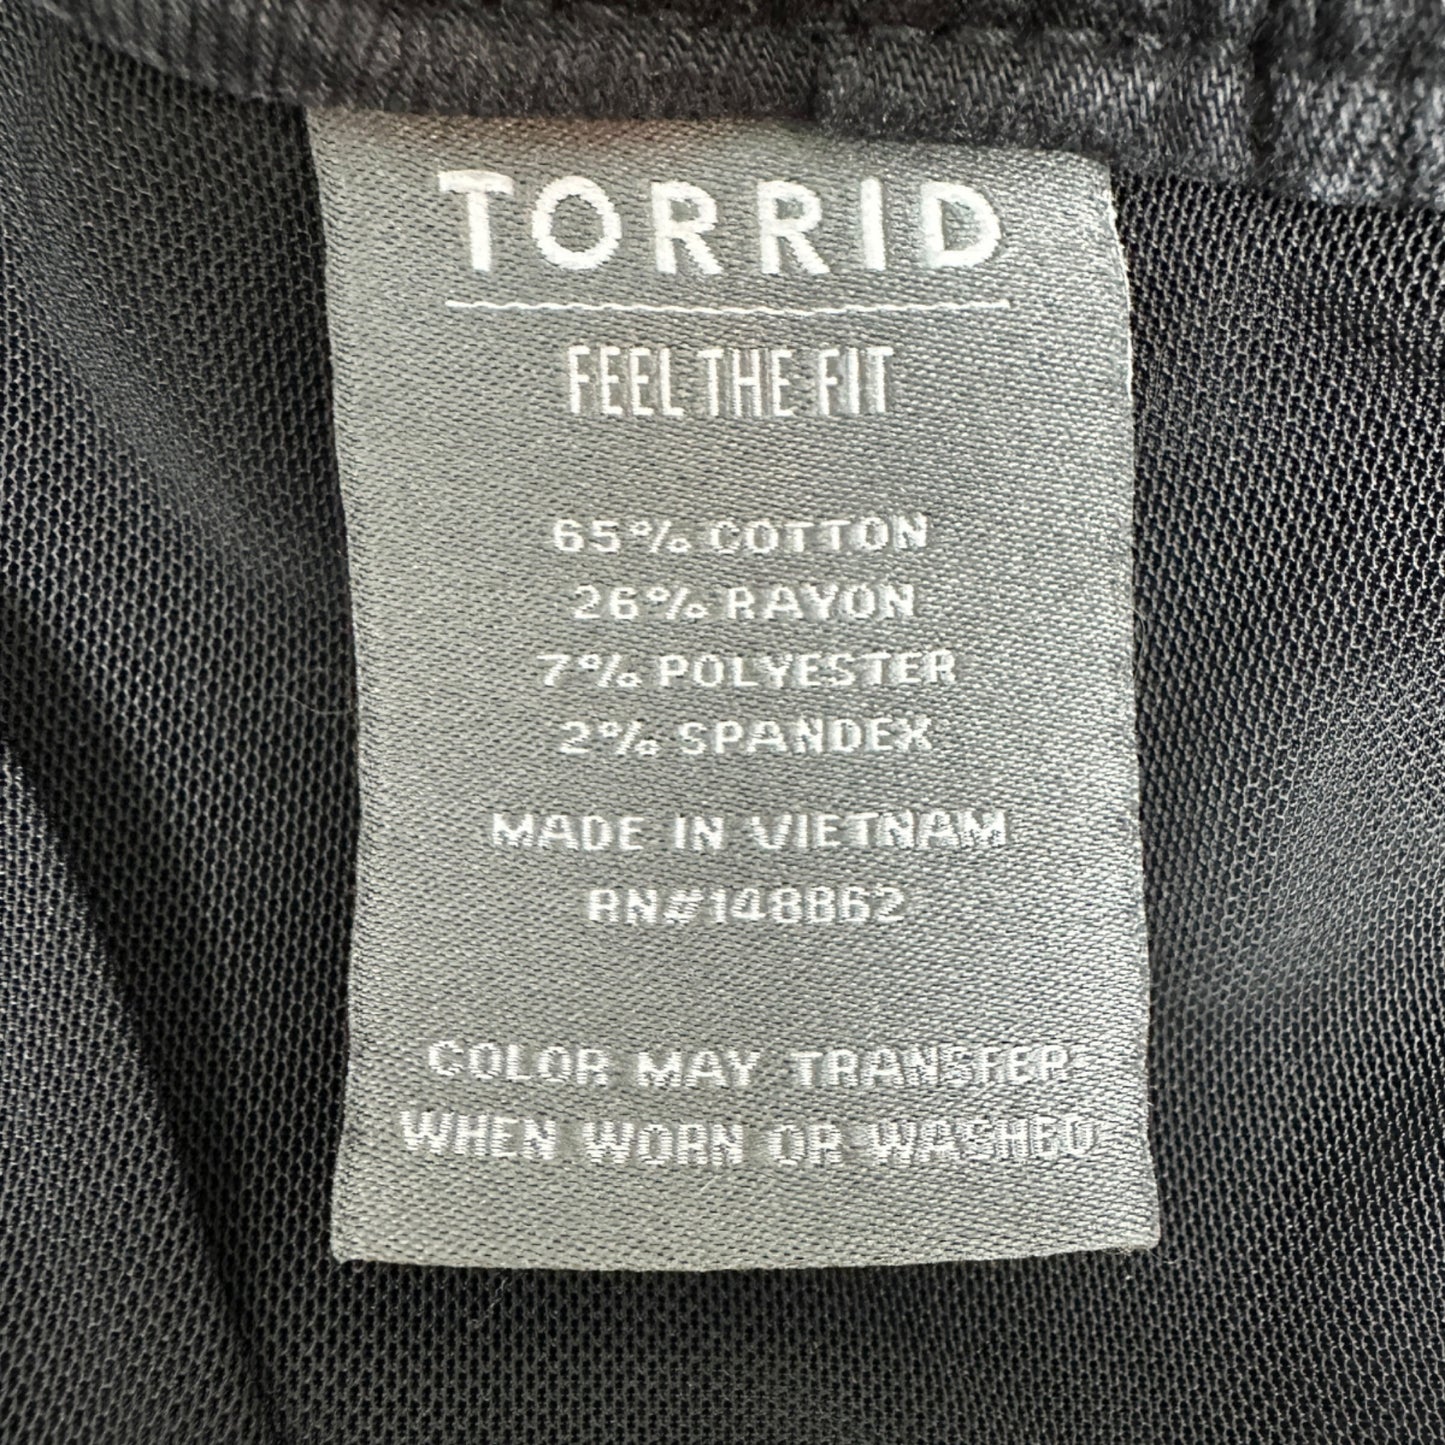 TORRID
FEEL THE FIT
65% COTTON
26% RAYON
7% POLYESTER
2% SPANDEX
MADE IN VIETNAM
RN#148862
COLOR MAY TRANSFER
WHEN WORN OR WASHED